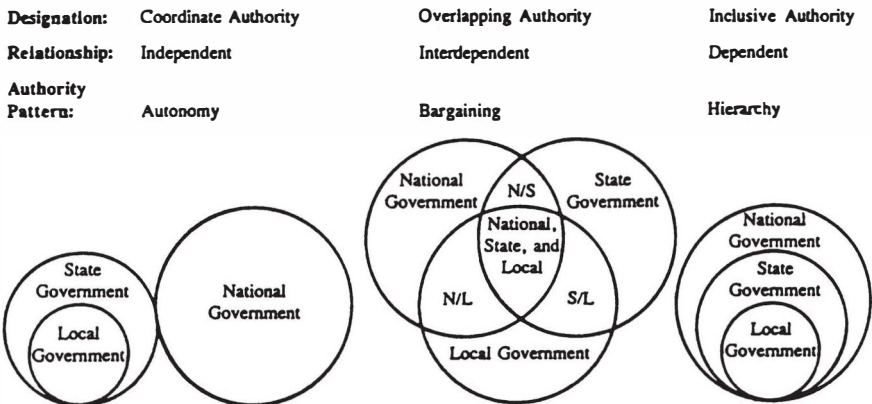 Designation: Coordinate Authority Overlapping Authority Inclusive Authority
Relationship: Independent Interdependent Dependent
Authority
Pattern: Autonomy Bargaining Hierarchy
State
Government
Local
Government
National
Government
National
Government
N/S
State
Government
National,
State, and
Local
N/L
S/L
Local Government
National
Government
State
Government
Local
Government